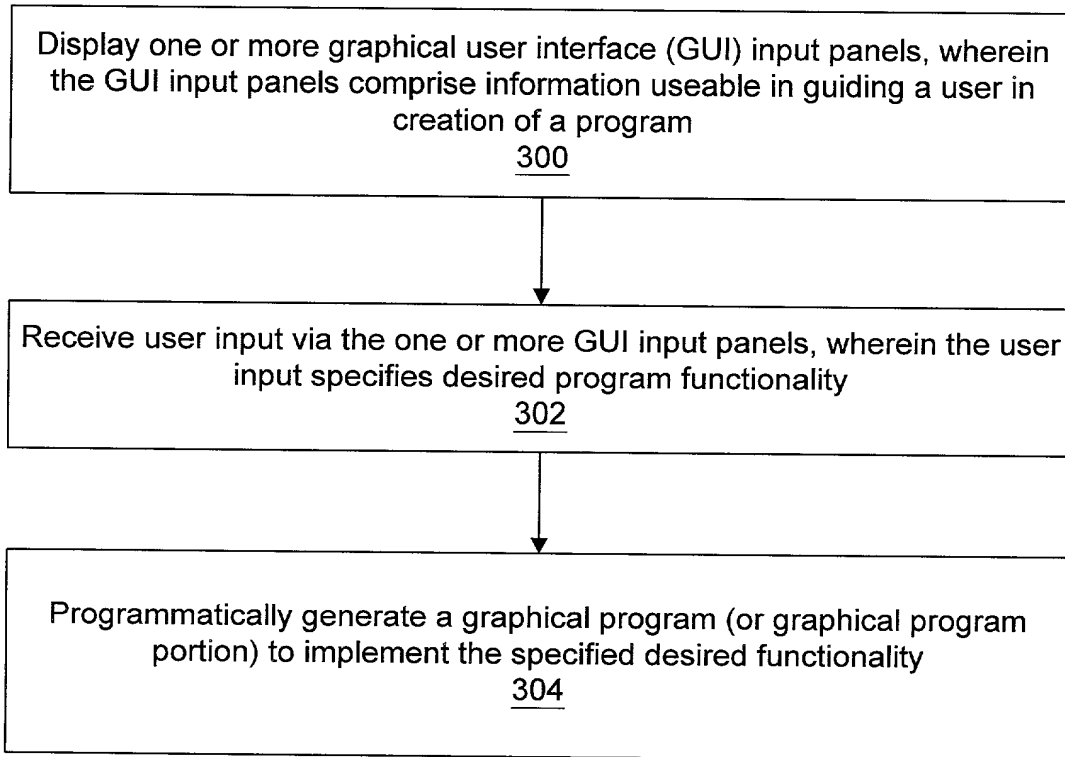 Display one or more graphical user interface (GUI) input panels, wherein
the GUI input panels comprise information useable in guiding a user in
creation of a program
300
Receive user input via the one or more GUI input panels, wherein the user
input specifies desired program functionality
302
Programmatically generate a graphical program (or graphical program
portion) to implement the specified desired functionality
304